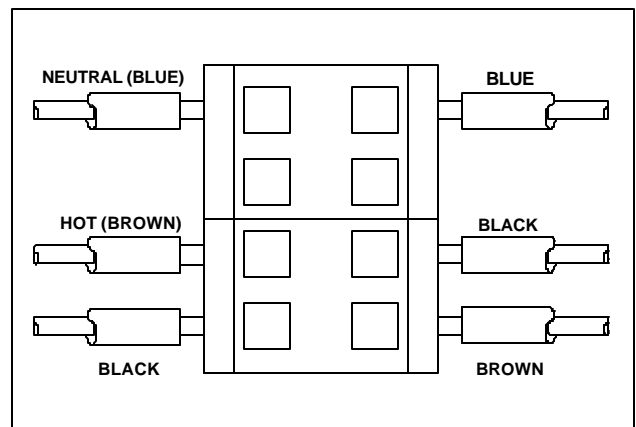 NEUTRAL (BLUE)
BLUE
HOT (BROWN)
BLACK
BLACK
BROWN